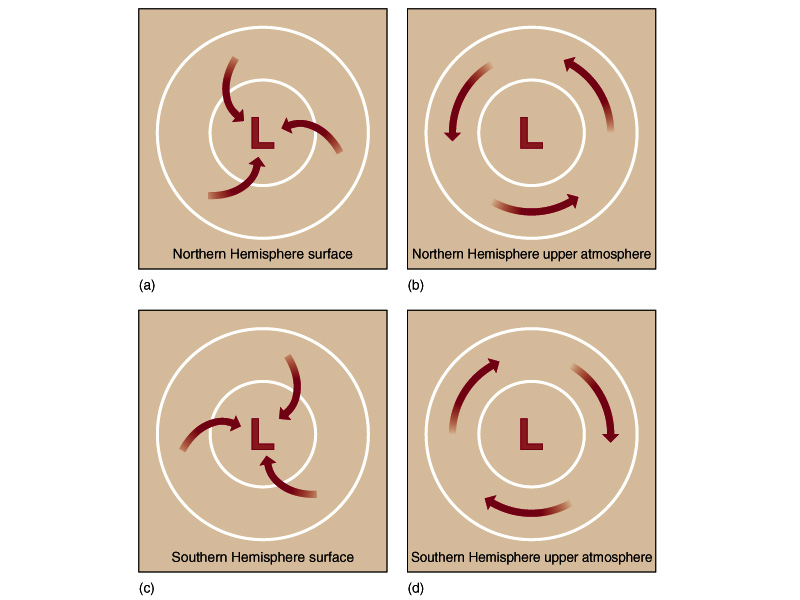 L
Northern Hemisphere surface
(a)
L
Northern Hemisphere upper atmosphere
(b)
L
Southern Hemisphere surface
(c)
L
Southern Hemisphere upper atmosphere
(d)